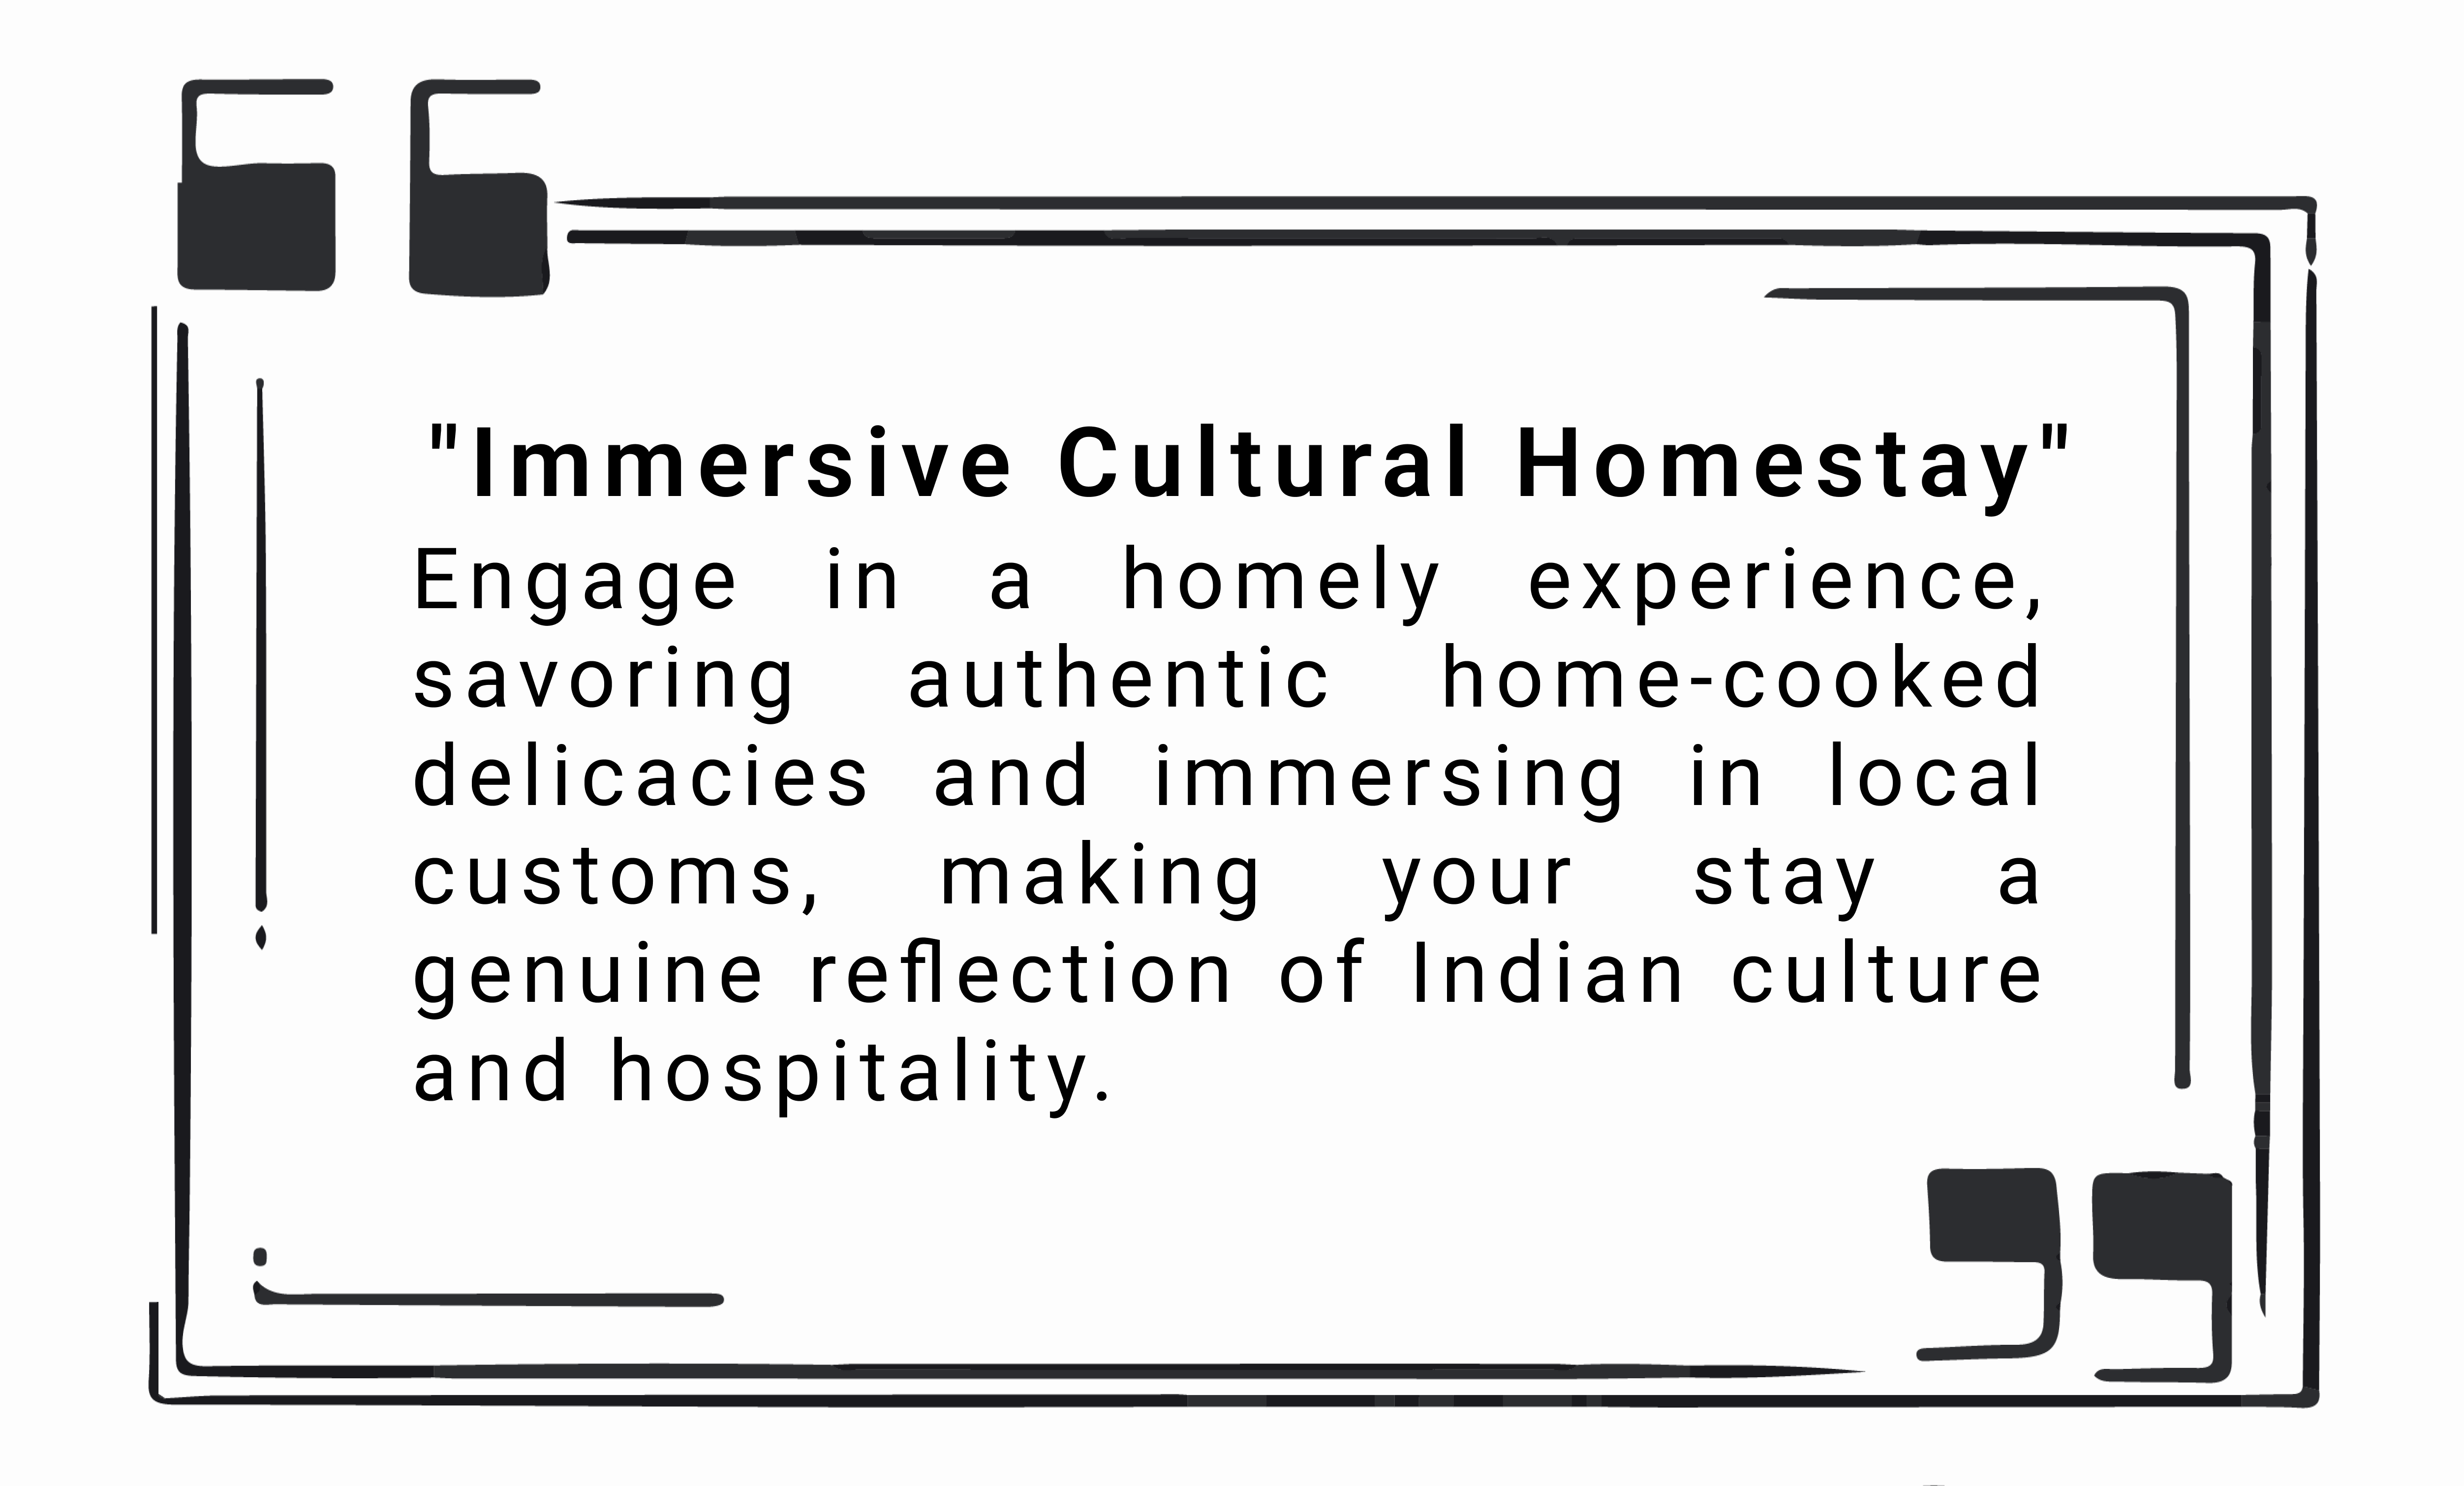 "Immersive Cultural Homestay"
Engage in a homely experience,
savoring authentic home-cooked
delicacies and immersing in local
customs, making your stay a
genuine reflection of Indian culture
and hospitality.